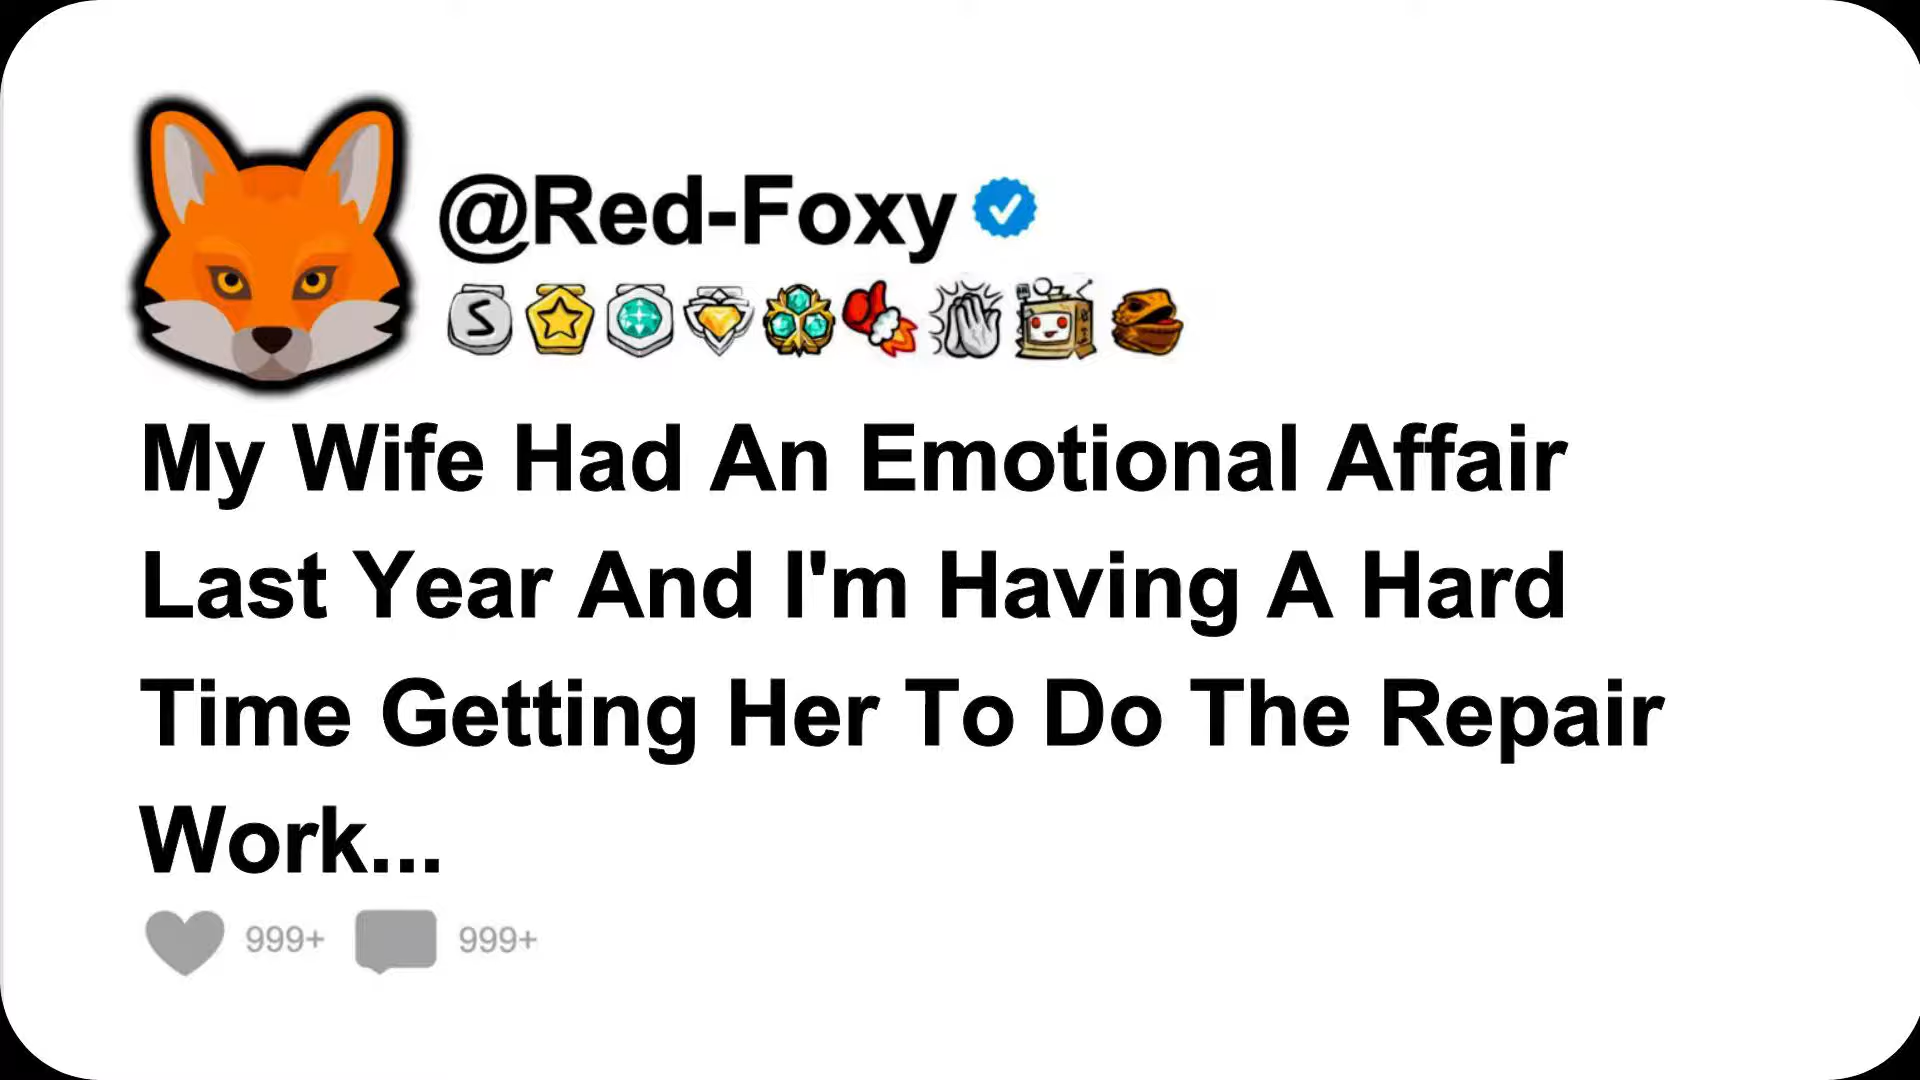 @Red-Foxy
S
My Wife Had An Emotional Affair
Last Year And I'm Having A Hard
Time Getting Her To Do The Repair
Work...
999+ 999+